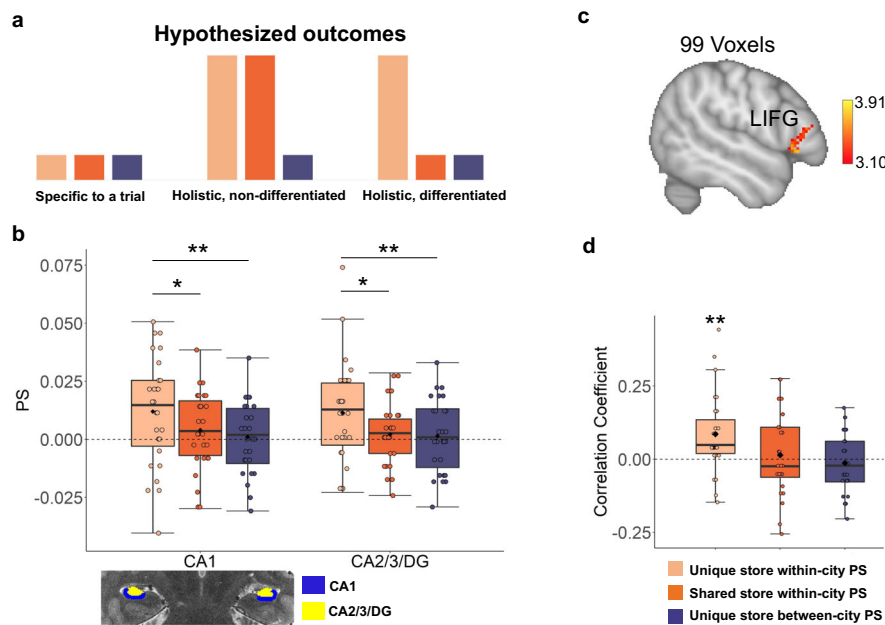 a
Hypothesized outcomes
Specific to a trial
Holistic, non-differentiated
Holistic, differentiated
b
PS
0.075
0.050
0.025
0.000
-0.025
*
**
*
**
CA1
CA2/3/DG
CA1
CA2/3/DG
c
99 Voxels
LIFG
3.91
3.10
d
**
Correlation Coefficient
0.25
0.00
-0.25
Unique store within-city PS
Shared store within-city PS
Unique store between-city PS